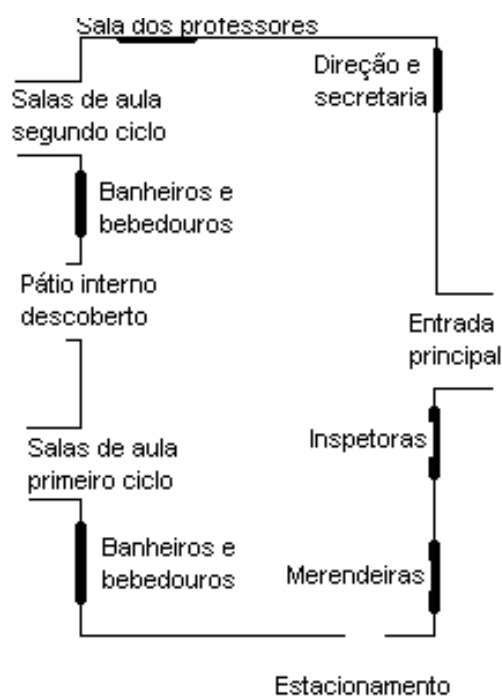 Sala dos professores
Direção e
secretaria
Salas de aula
segundo ciclo
Banheiros e
bebedouros
Pátio interno
descoberto
Entrada
principal
Inspetoras
Salas de aula
primeiro ciclo
Banheiros e
bebedouros
Merendeiras
Estacionamento